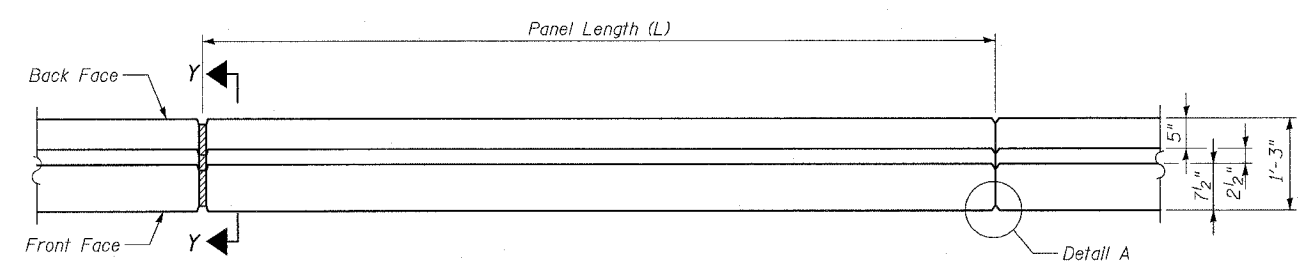 Panel Length (L)
Back Face
Y
5"
1'-3"
2½"
7½"
Front Face
Y
Detail A